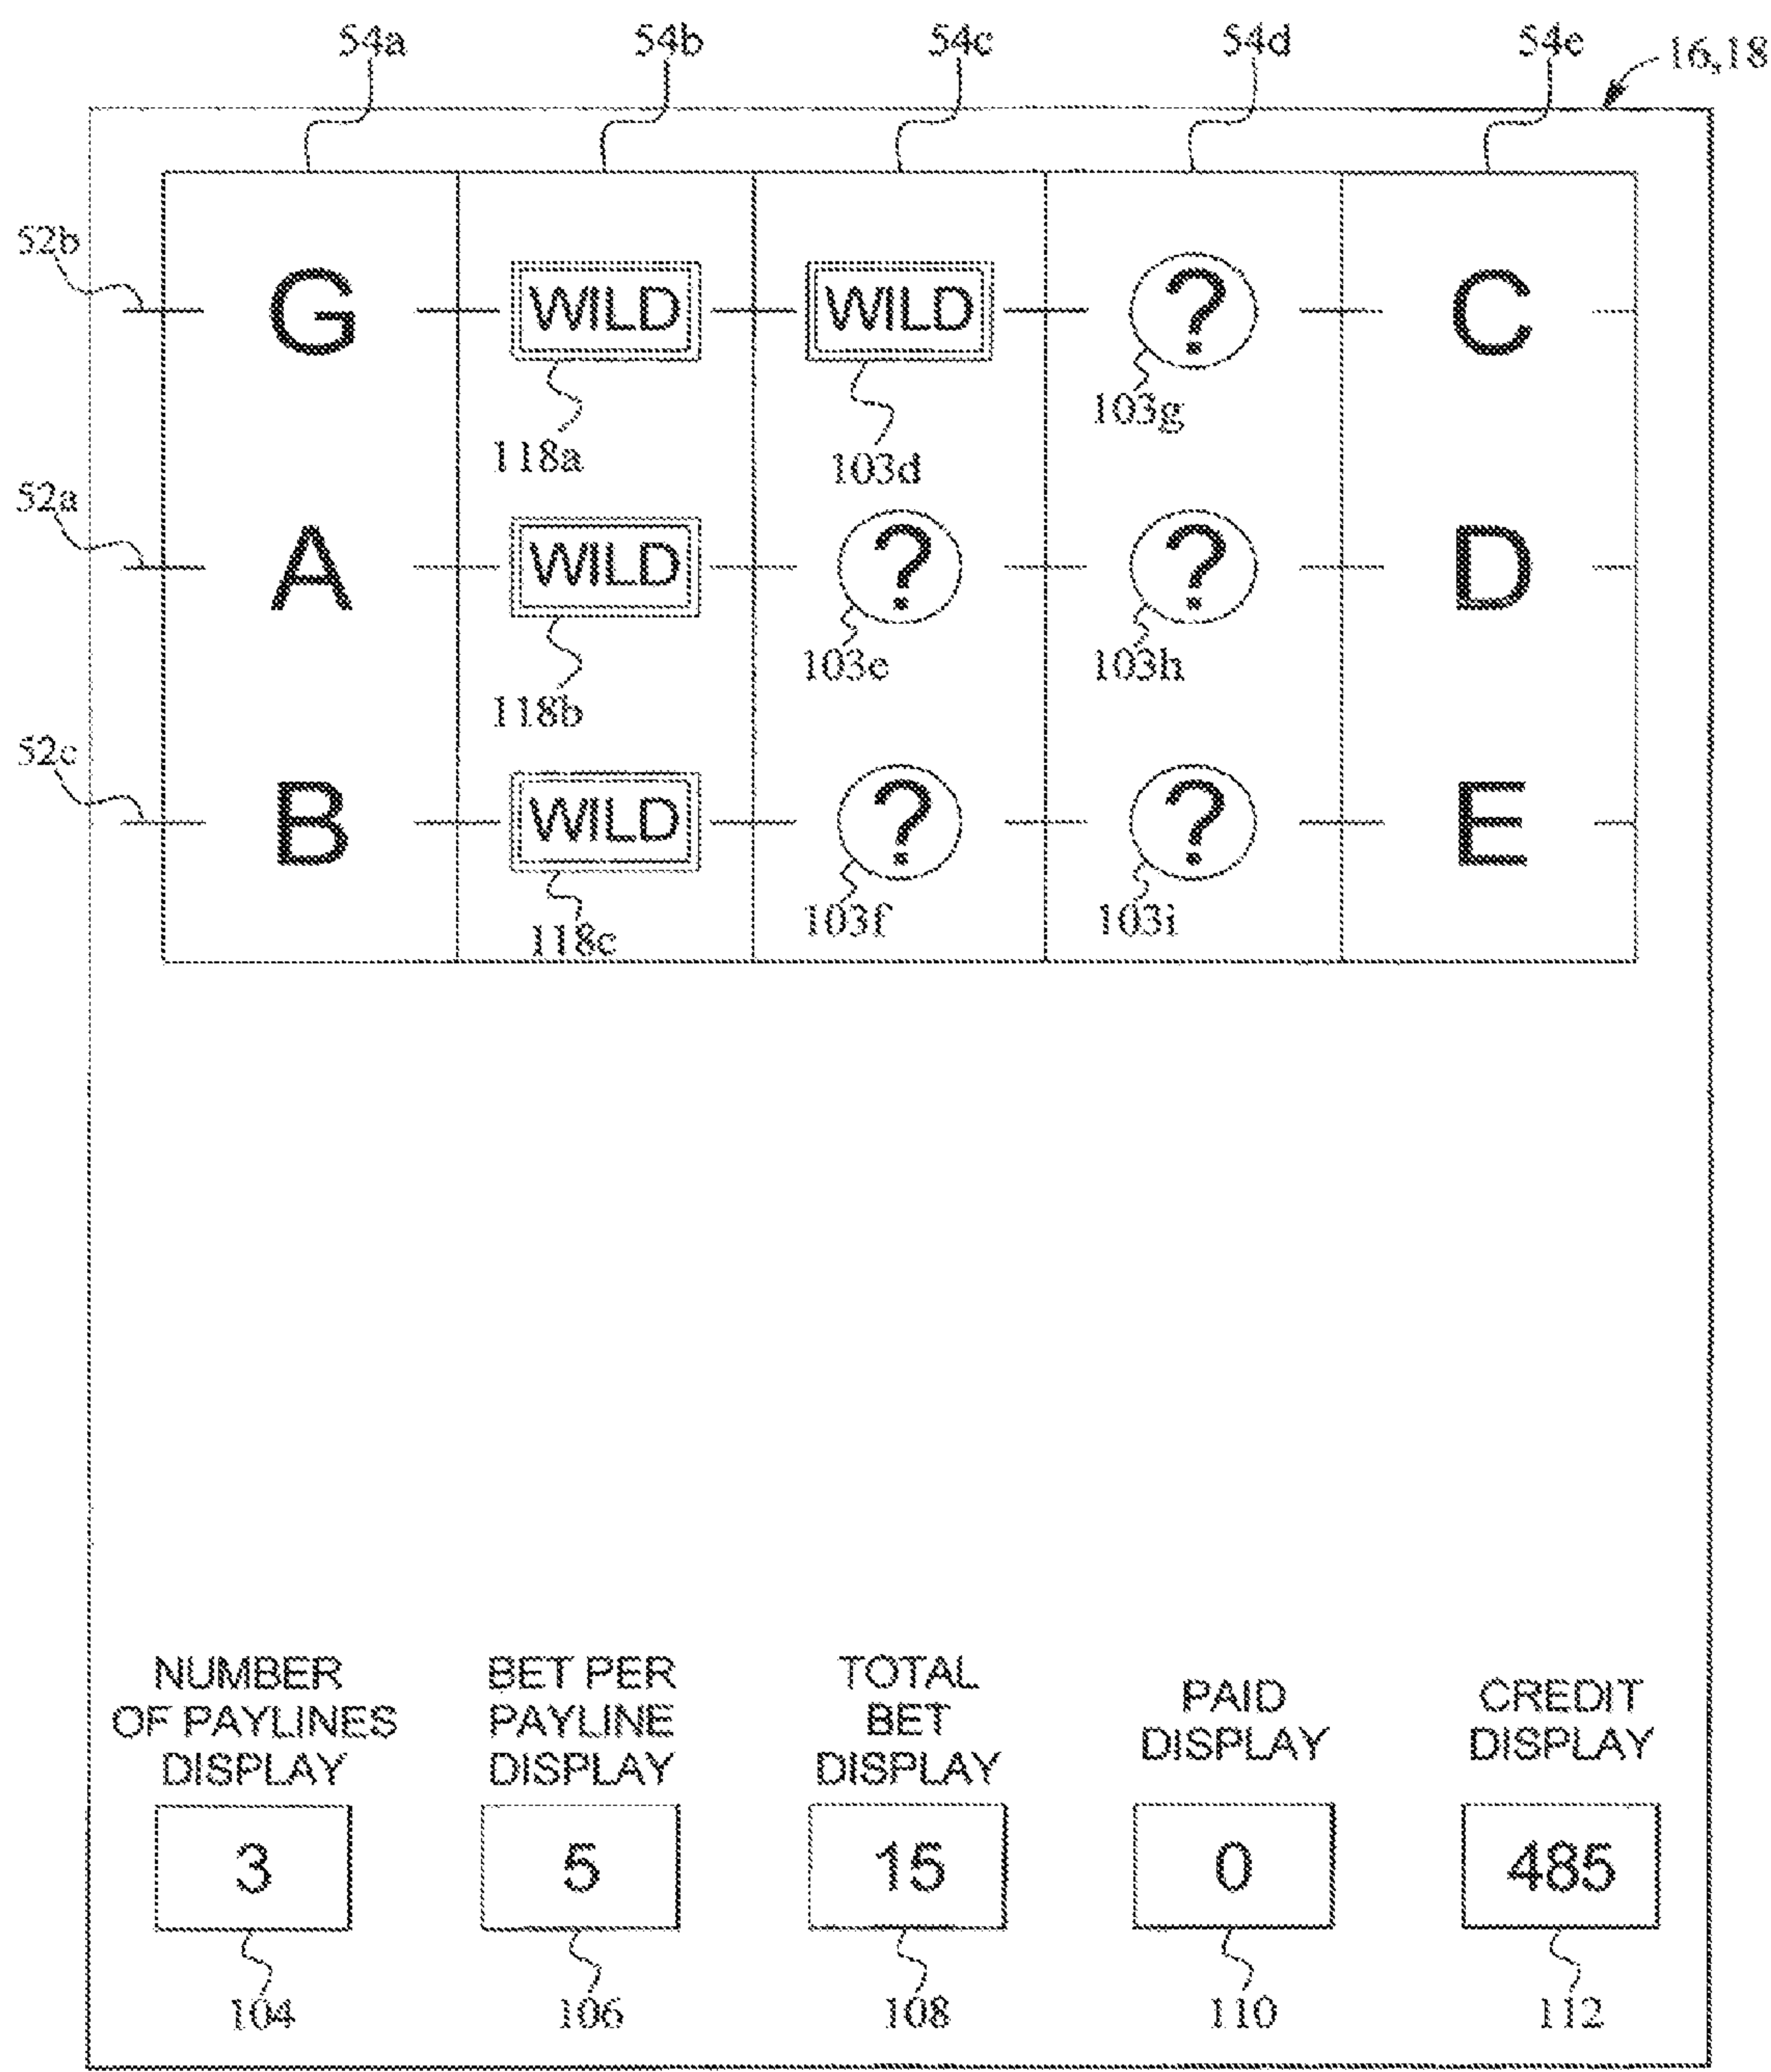 54a 54b 54c 54d 54e 16,18
52b G WILD WILD ? C
118a 103d 103g
52a A WILD ? ? D
118b 103e 103h
52c B WILD ? ? E
118c 103f 103i
NUMBER OF PAYLINES DISPLAY
BET PER PAYLINE DISPLAY
TOTAL BET DISPLAY
PAID DISPLAY
CREDIT DISPLAY
3 5 15 0 485
104 106 108 110 112